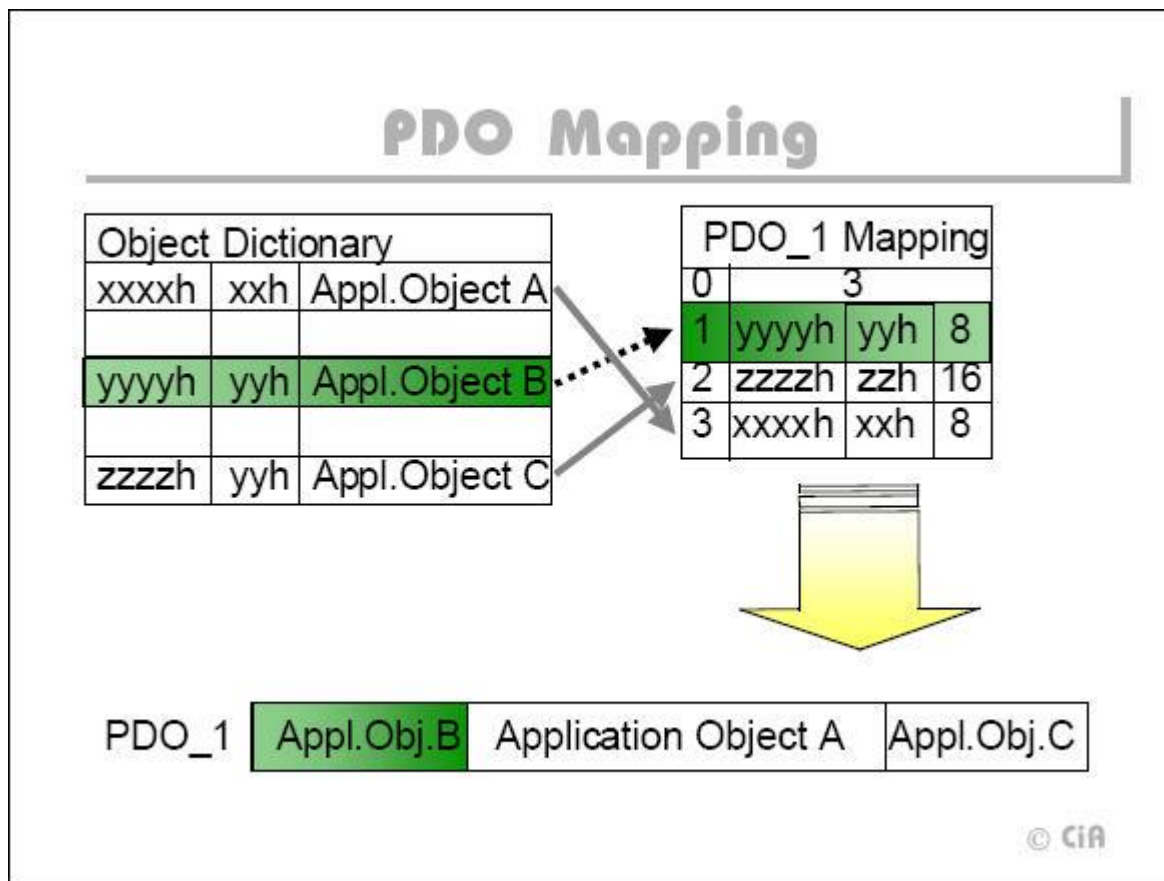 PDO Mapping
Object Dictionary
xxxxh xxh Appl.Object A
yyyyh yyh Appl.Object B
zzzzh yyh Appl.Object C
PDO_1 Mapping
0 3
1 yyyyh yyh 8
2 zzzzh zzh 16
3 xxxxh xxh 8
PDO_1 Appl.Obj.B Application Object A Appl.Obj.C
© CiA